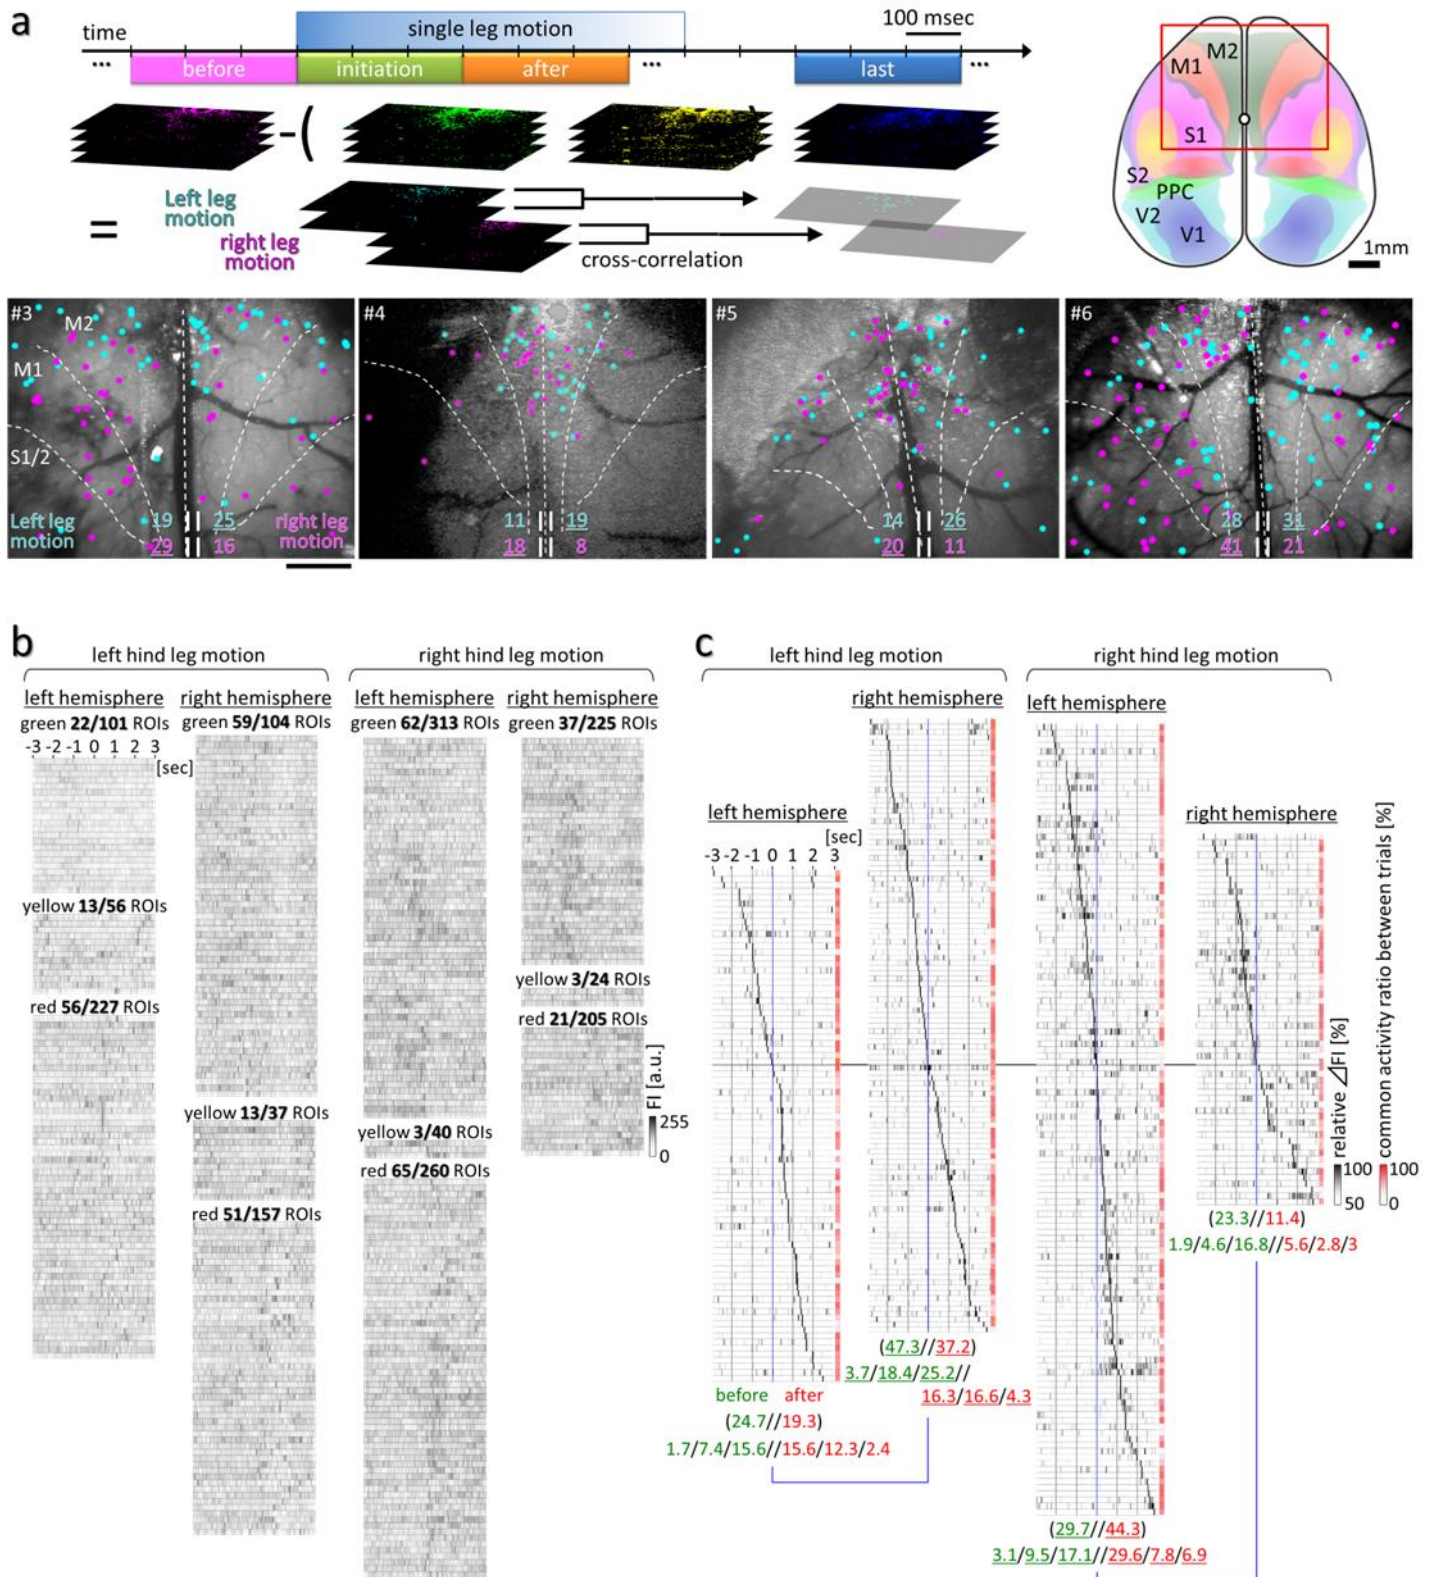 a
time
single leg motion
100 msec
... before initiation after ... last ...
-(
)
Left leg
motion
=
right leg
motion
cross-correlation
M2
M1
S1
S2
PPC
V2
V1
1mm
#3
M2
M1
S1/2
Left leg
motion
19 25
29 16
right leg
motion
#4
11 19
18 8
#5
14 26
20 11
#6
28 31
41 21
b
left hind leg motion
left hemisphere
green 22/101 ROIs
-3 -2 -1 0 1 2 3
[sec]
yellow 13/56 ROIs
red 56/227 ROIs
right hemisphere
green 59/104 ROIs
yellow 13/37 ROIs
red 51/157 ROIs
right hind leg motion
left hemisphere
green 62/313 ROIs
yellow 3/40 ROIs
red 65/260 ROIs
right hemisphere
green 37/225 ROIs
yellow 3/24 ROIs
red 21/205 ROIs
FI [a.u.]
255
0
c
left hind leg motion
left hemisphere
[sec]
-3 -2 -1 0 1 2 3
before after
(24.7//19.3)
1.7/7.4/15.6//15.6/12.3/2.4
right hemisphere
(47.3//37.2)
3.7/18.4/25.2//
16.3/16.6/4.3
right hind leg motion
left hemisphere
(29.7//44.3)
3.1/9.5/17.1//29.6/7.8/6.9
right hemisphere
(23.3//11.4)
1.9/4.6/16.8//5.6/2.8/3
relative ⊿FI [%]
100
50
common activity ratio between trials [%]
100
0